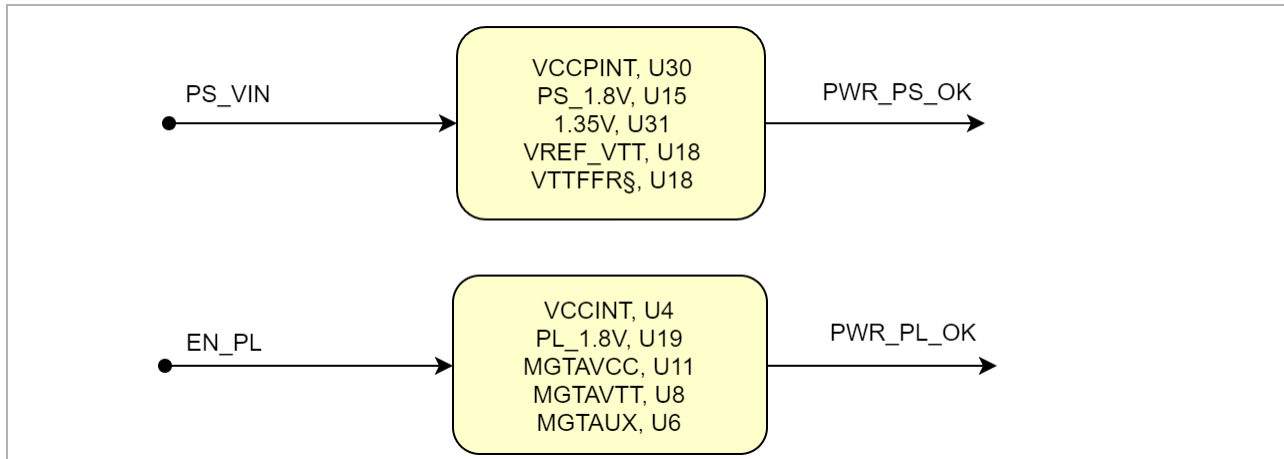 PS_VIN
VCCPINT, U30
PS_1.8V, U15
1.35V, U31
VREF_VTT, U18
VTTFFR§, U18
PWR_PS_OK
EN_PL
VCCINT, U4
PL_1.8V, U19
MGTAVCC, U11
MGTAVTT, U8
MGTAUX, U6
PWR_PL_OK